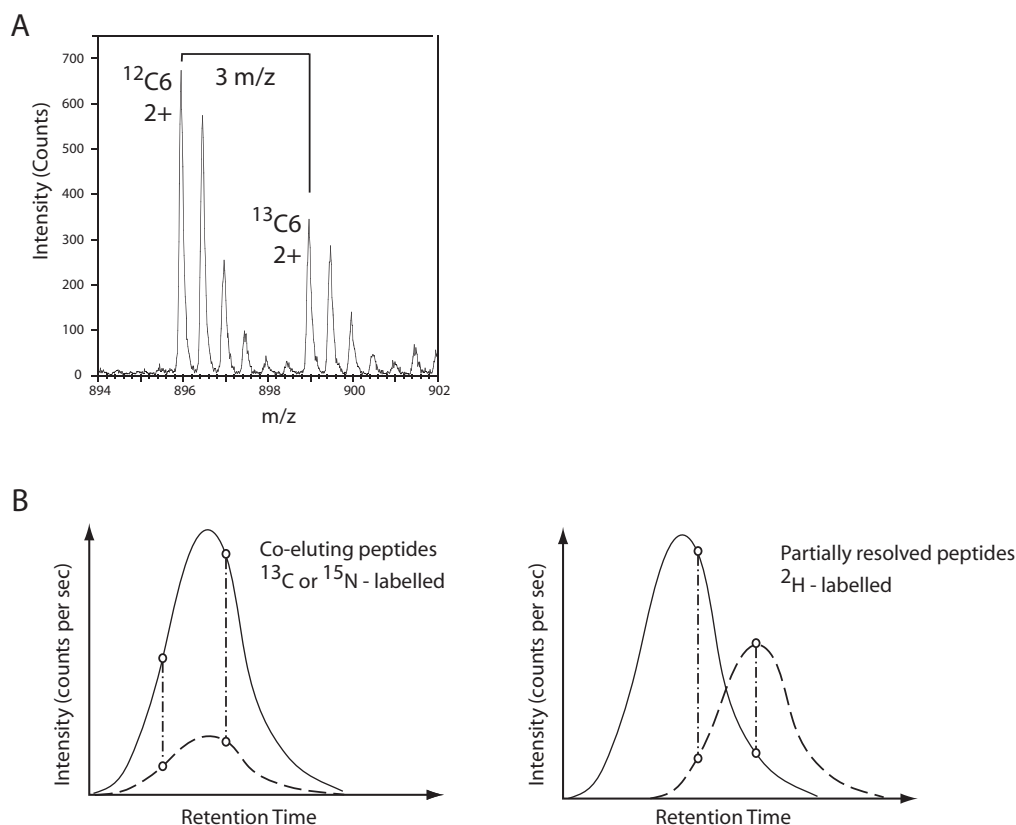 A
Intensity (Counts)
700
600
500
400
300
200
100
0
¹²C6
2+
3 m/z
¹³C6
2+
894
896
898
900
902
m/z
B
Intensity (counts per sec)
Co-eluting peptides
¹³C or ¹⁵N - labelled
Retention Time
Intensity (counts per sec)
Partially resolved peptides
²H - labelled
Retention Time